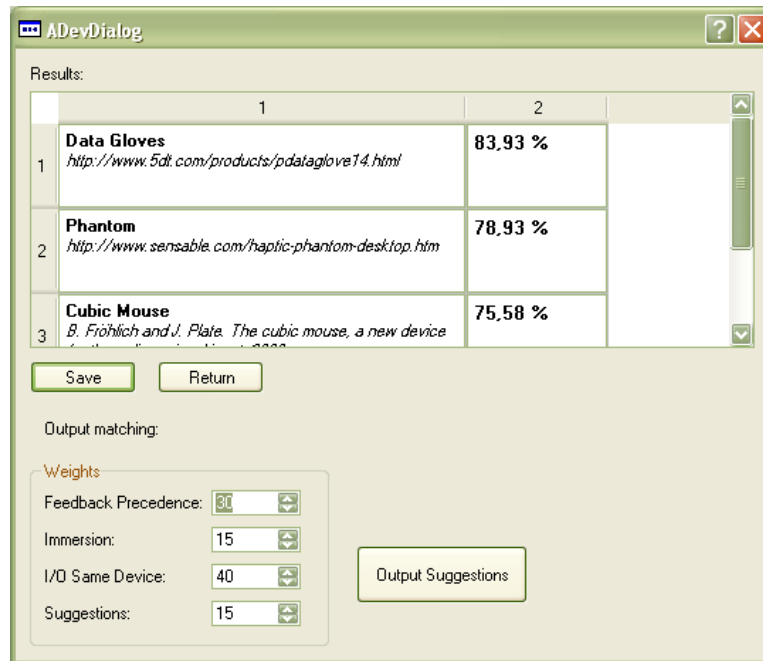 ADevDialog
Results:
1 2
1
Data Gloves
http://www.5dt.com/products/pdataglove14.html
83,93 %
2
Phantom
http://www.sensable.com/haptic-phantom-desktop.htm
78,93 %
3
Cubic Mouse
B. Fröhlich and J. Plate. The cubic mouse, a new device
75,58 %
Save
Return
Output matching:
Weights
Feedback Precedence: 30
Immersion: 15
I/O Same Device: 40
Suggestions: 15
Output Suggestions